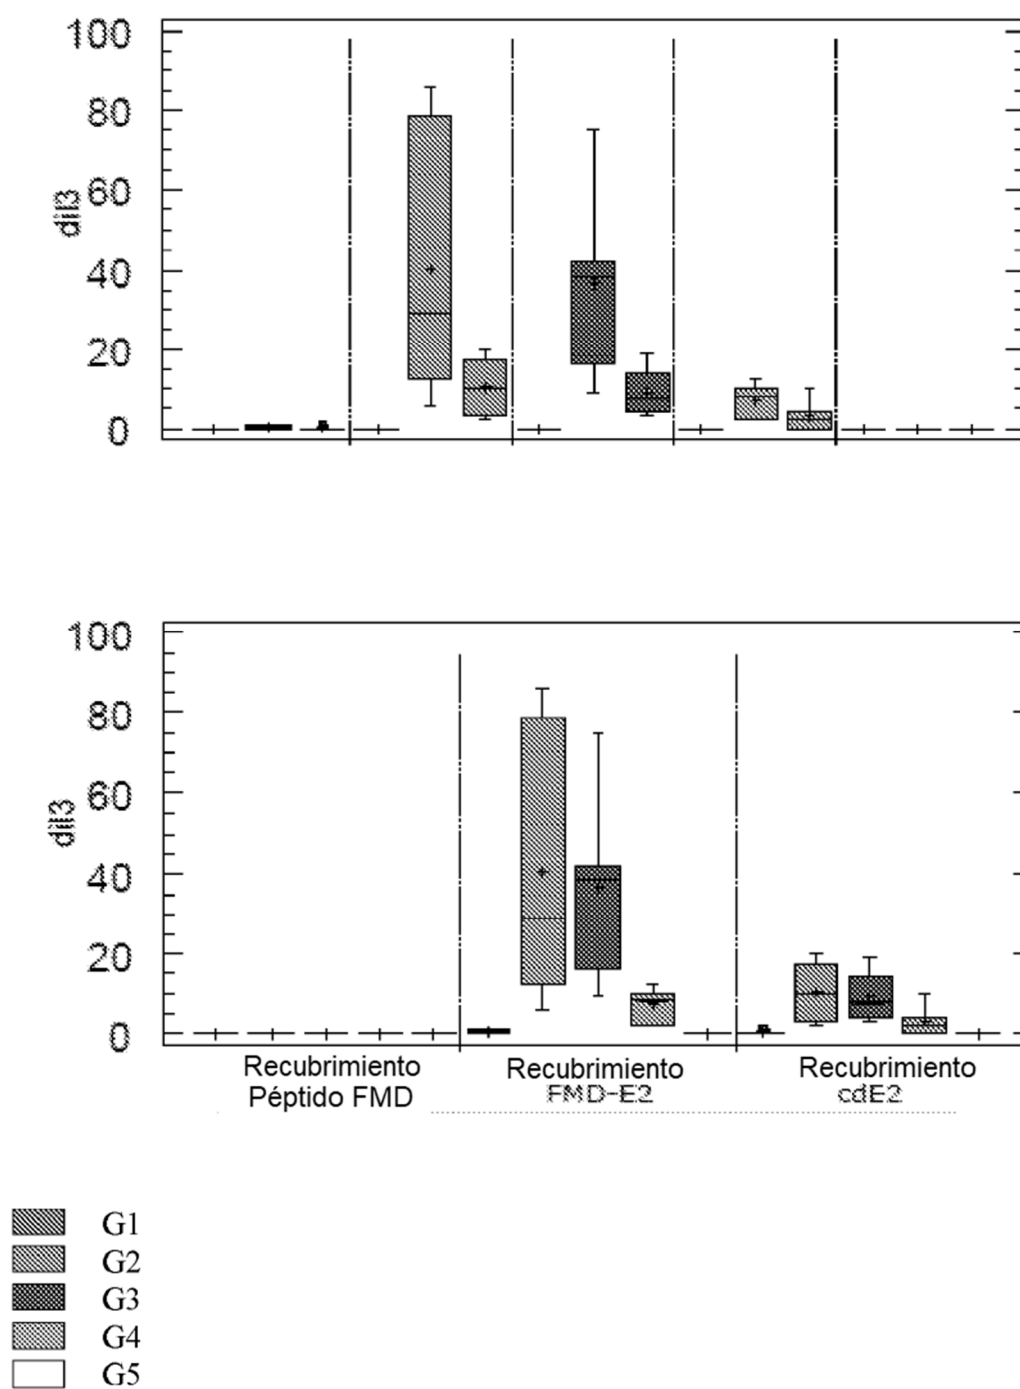 100
80
60
40
20
0
dil3
100
80
60
40
20
0
dil3
Recubrimiento
Péptido FMD
Recubrimiento
FMD-E2
Recubrimiento
cdE2
G1
G2
G3
G4
G5